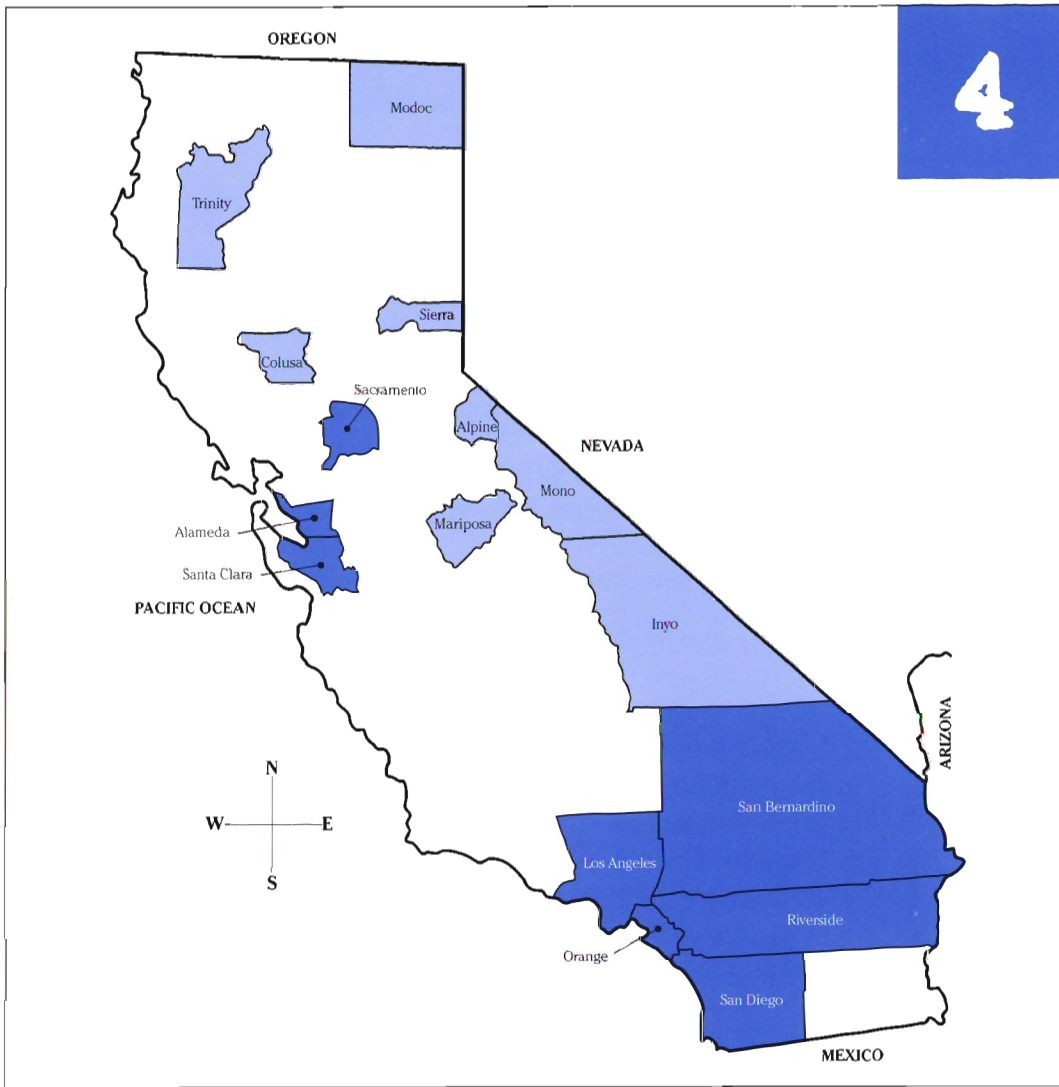 OREGON
4
Modoc
Trinity
Sierra
Colusa
Sacramento
Alpine
NEVADA
Mono
Mariposa
Alameda
Santa Clara
PACIFIC OCEAN
Inyo
ARIZONA
N
W E
S
San Bernardino
Los Angeles
Riverside
Orange
San Diego
MEXICO